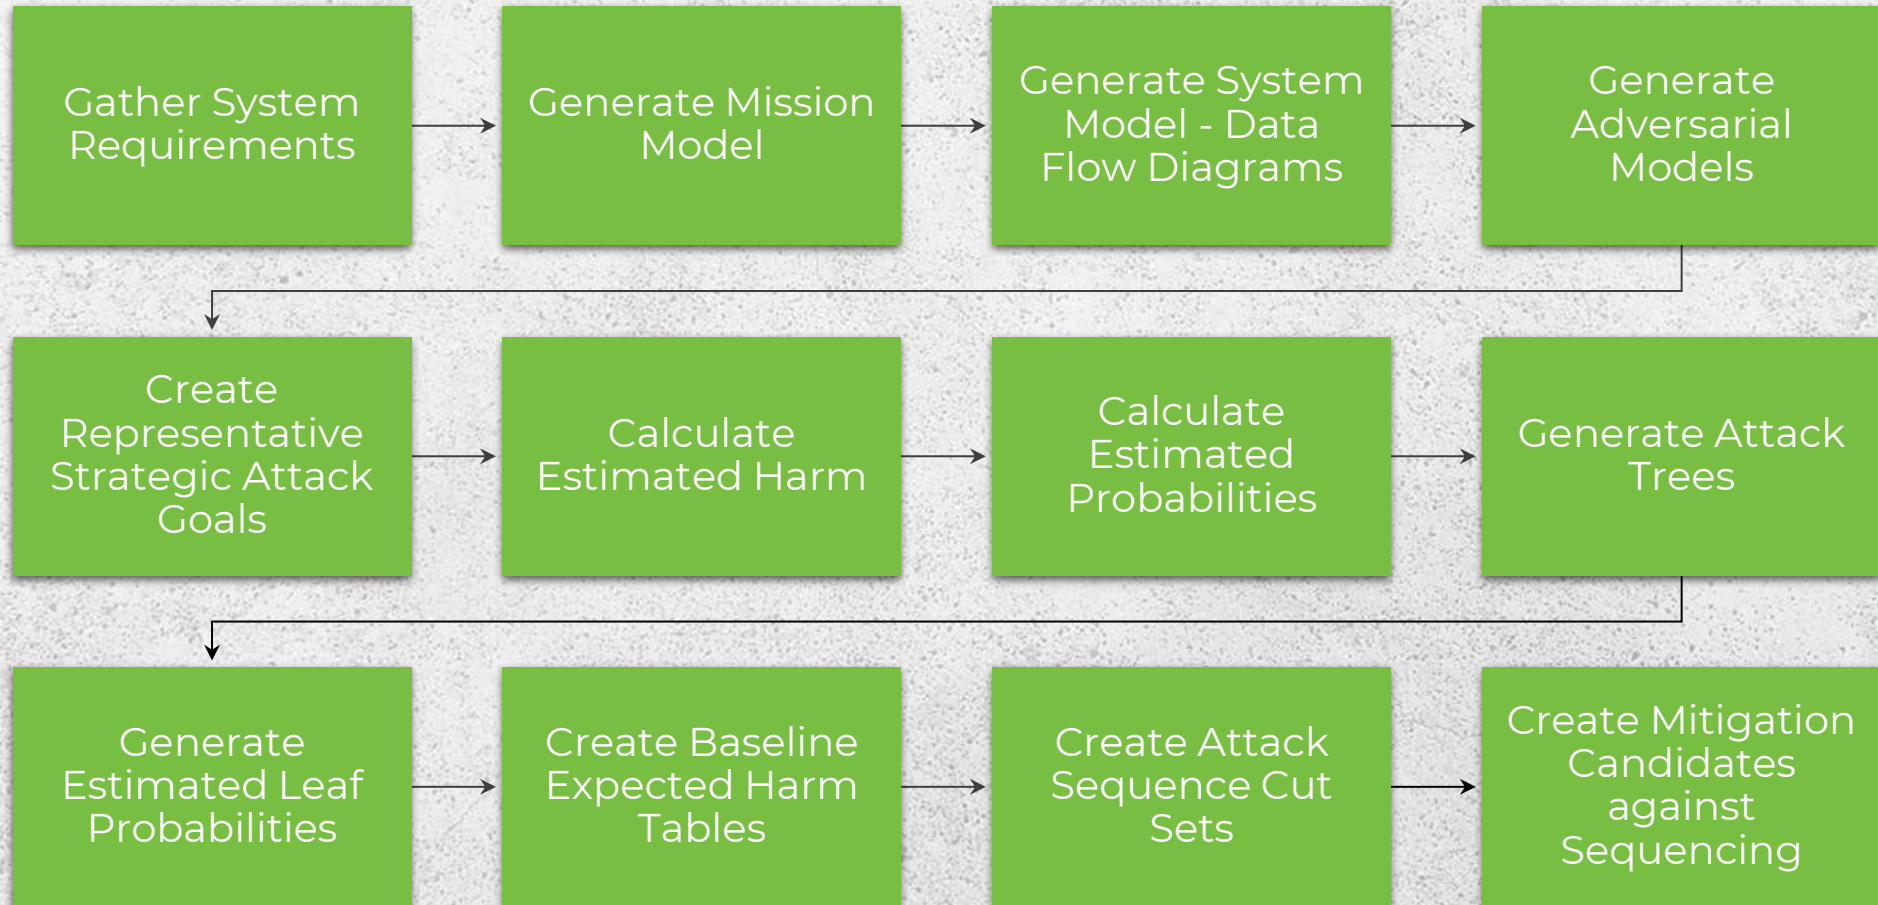 Gather System
Requirements
Generate Mission
Model
Generate System
Model - Data
Flow Diagrams
Generate
Adversarial
Models
Create
Representative
Strategic Attack
Goals
Calculate
Estimated Harm
Calculate
Estimated
Probabilities
Generate Attack
Trees
Generate
Estimated Leaf
Probabilities
Create Baseline
Expected Harm
Tables
Create Attack
Sequence Cut
Sets
Create Mitigation
Candidates
against
Sequencing